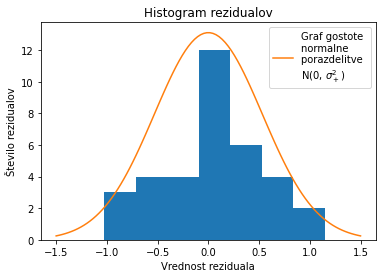 Histogram rezidualov
Število rezidualov
12
10
8
6
4
2
0
Graf gostote
normalne
porazdelitve
N(0, σ²₊)
−1.5 −1.0 −0.5 0.0 0.5 1.0 1.5
Vrednost reziduala